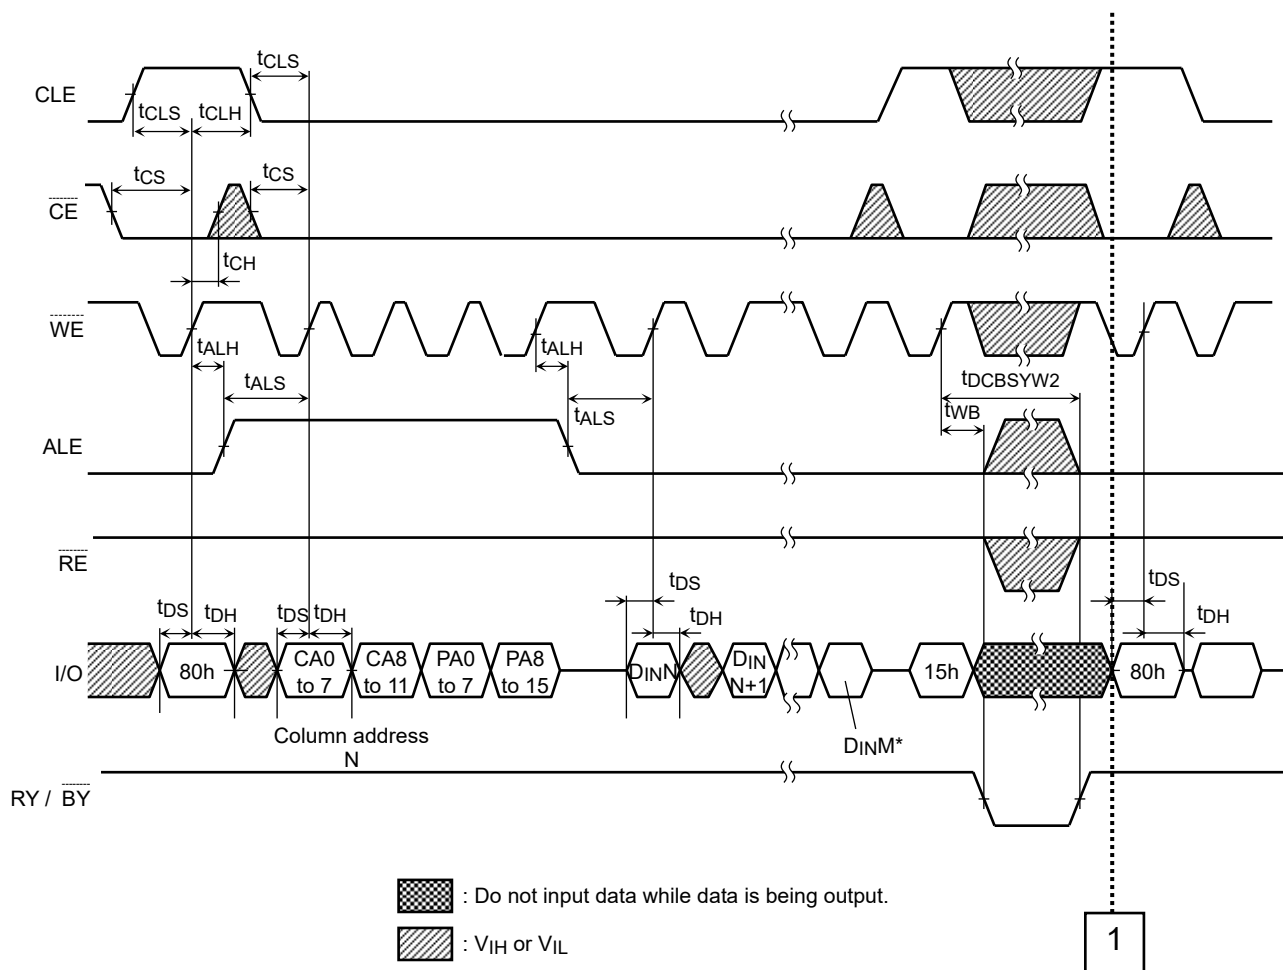 tCLS
CLE
tCLS tCLH
tCS tCS
CE
tCH
WE
tALH tALH
tALS tALS
tDCBSYW2
tWB
ALE
RE
tDS tDH tDS tDH tDS tDH tDS tDH
I/O 80h CA0 to 7 CA8 to 11 PA0 to 7 PA8 to 15 DINN DIN N+1 15h 80h
Column address
N
DINM*
RY / BY
: Do not input data while data is being output.
: VIH or VIL
1